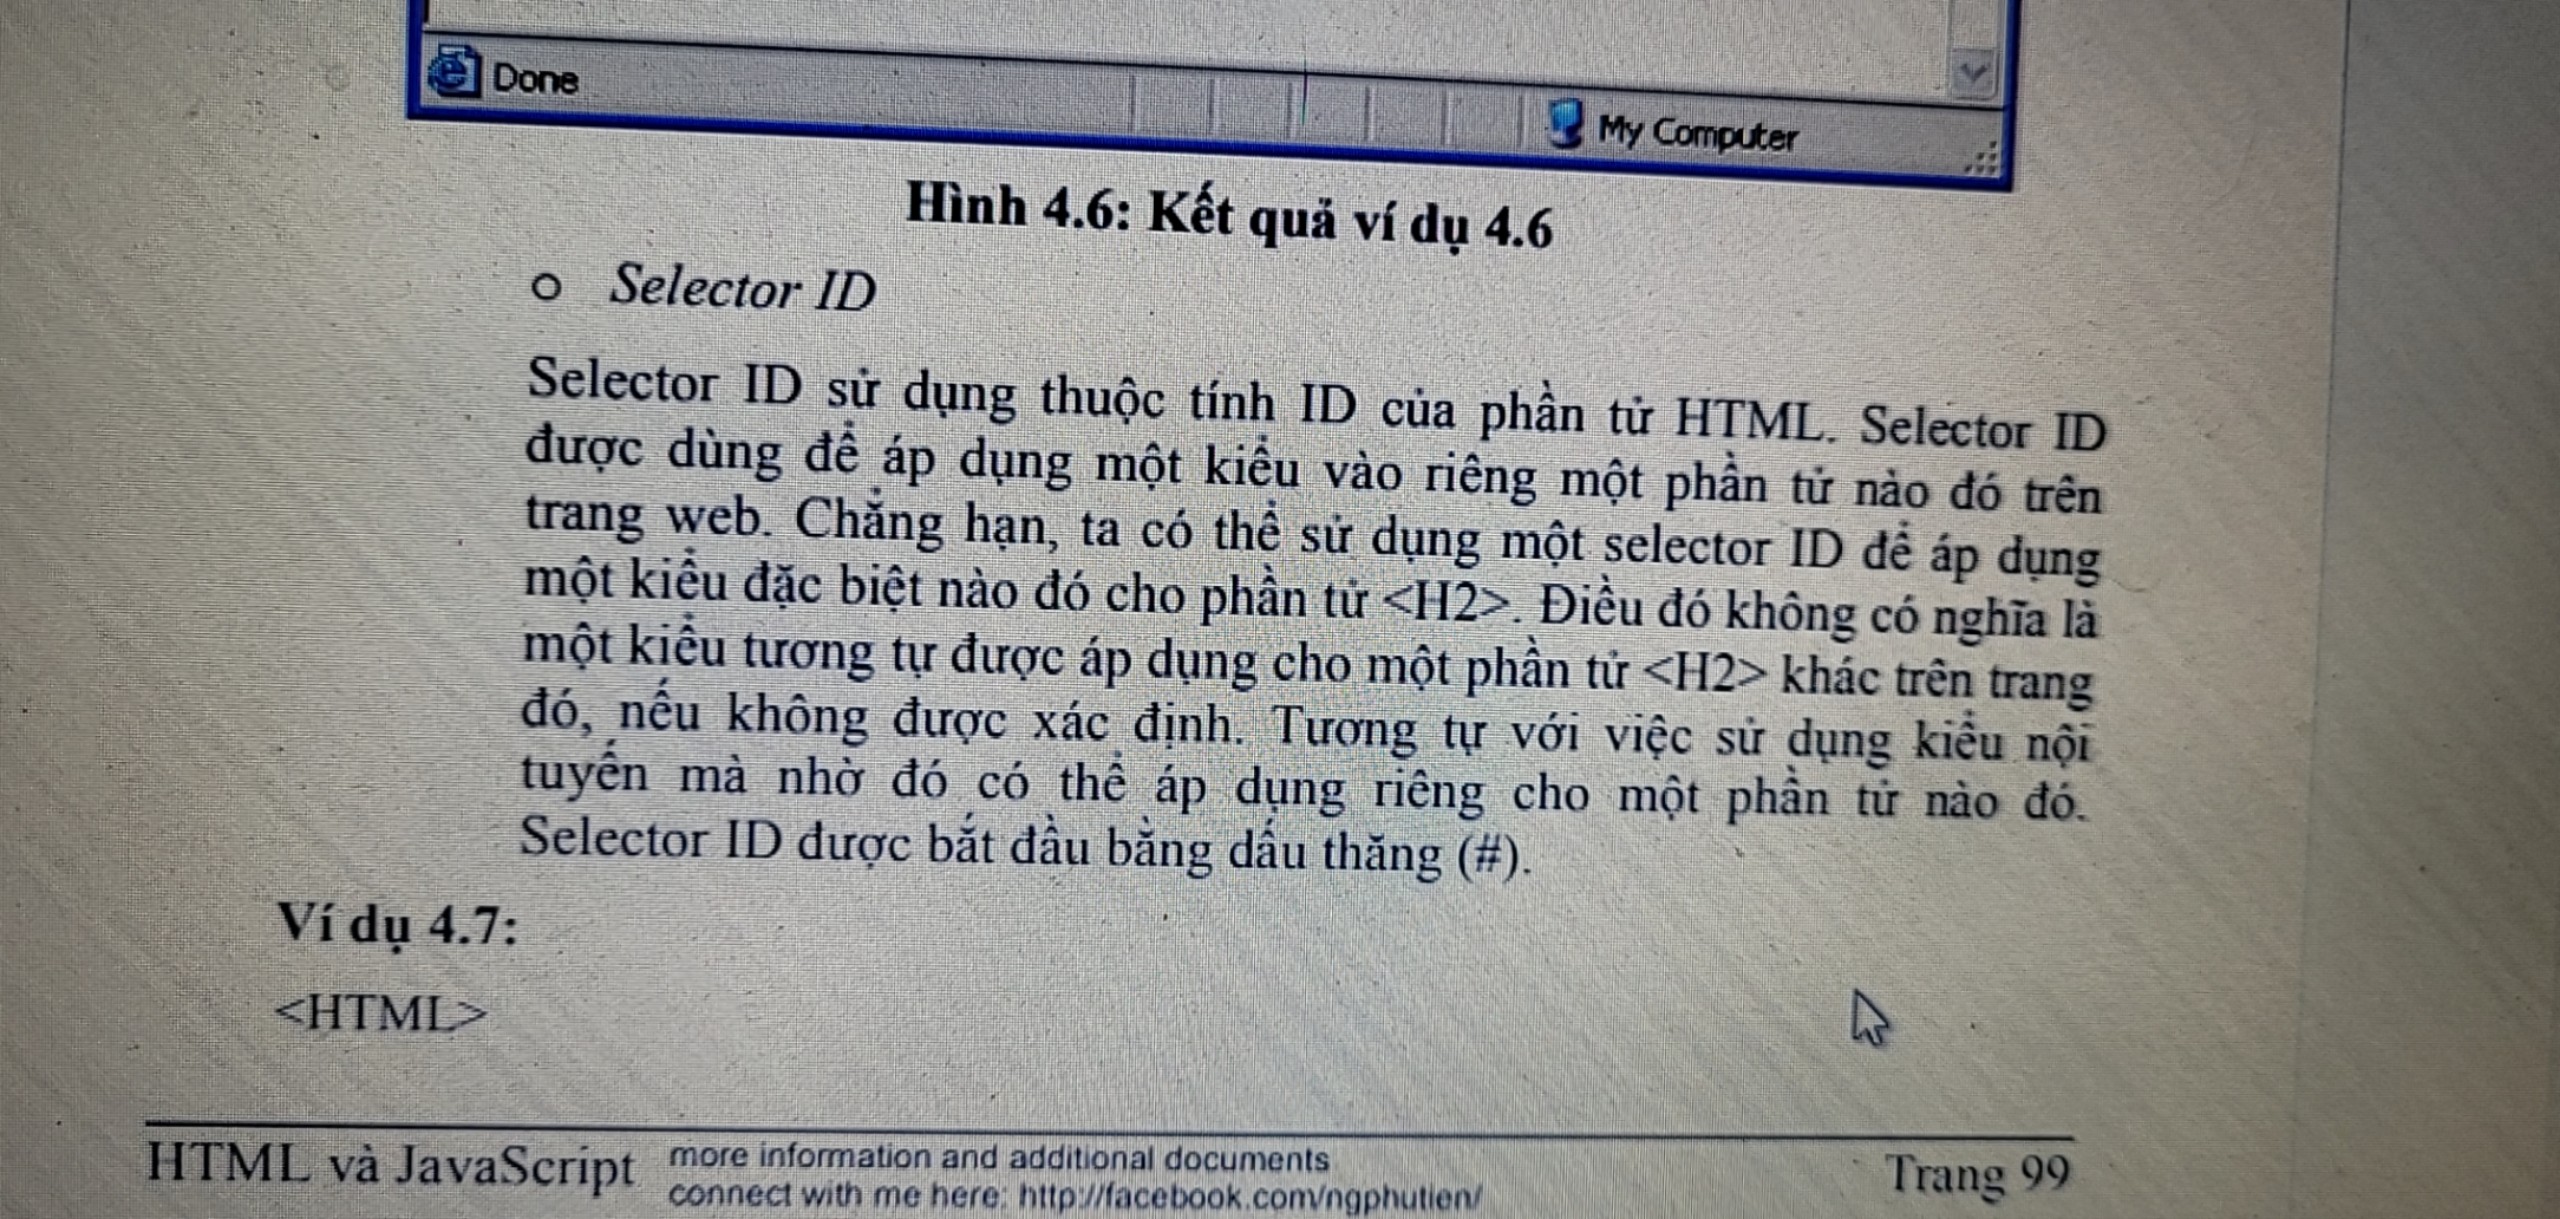 Done
My Computer
Hình 4.6: Kết quả ví dụ 4.6
o Selector ID
Selector ID sử dụng thuộc tính ID của phần tử HTML. Selector ID
được dùng để áp dụng một kiểu vào riêng một phần tử nào đó trên
trang web. Chẳng hạn, ta có thể sử dụng một selector ID để áp dụng
một kiểu đặc biệt nào đó cho phần tử <H2>. Điều đó không có nghĩa là
một kiểu tương tự được áp dụng cho một phần tử <H2> khác trên trang
đó, nếu không được xác định. Tương tự với việc sử dụng kiểu nội
tuyến mà nhờ đó có thể áp dụng riêng cho một phần tử nào đó.
Selector ID được bắt đầu bằng dấu thăng (#).
Ví dụ 4.7:
<HTML>
HTML và JavaScript
more information and additional documents
connect with me here: http://facebook.com/ngphutien/
Trang 99